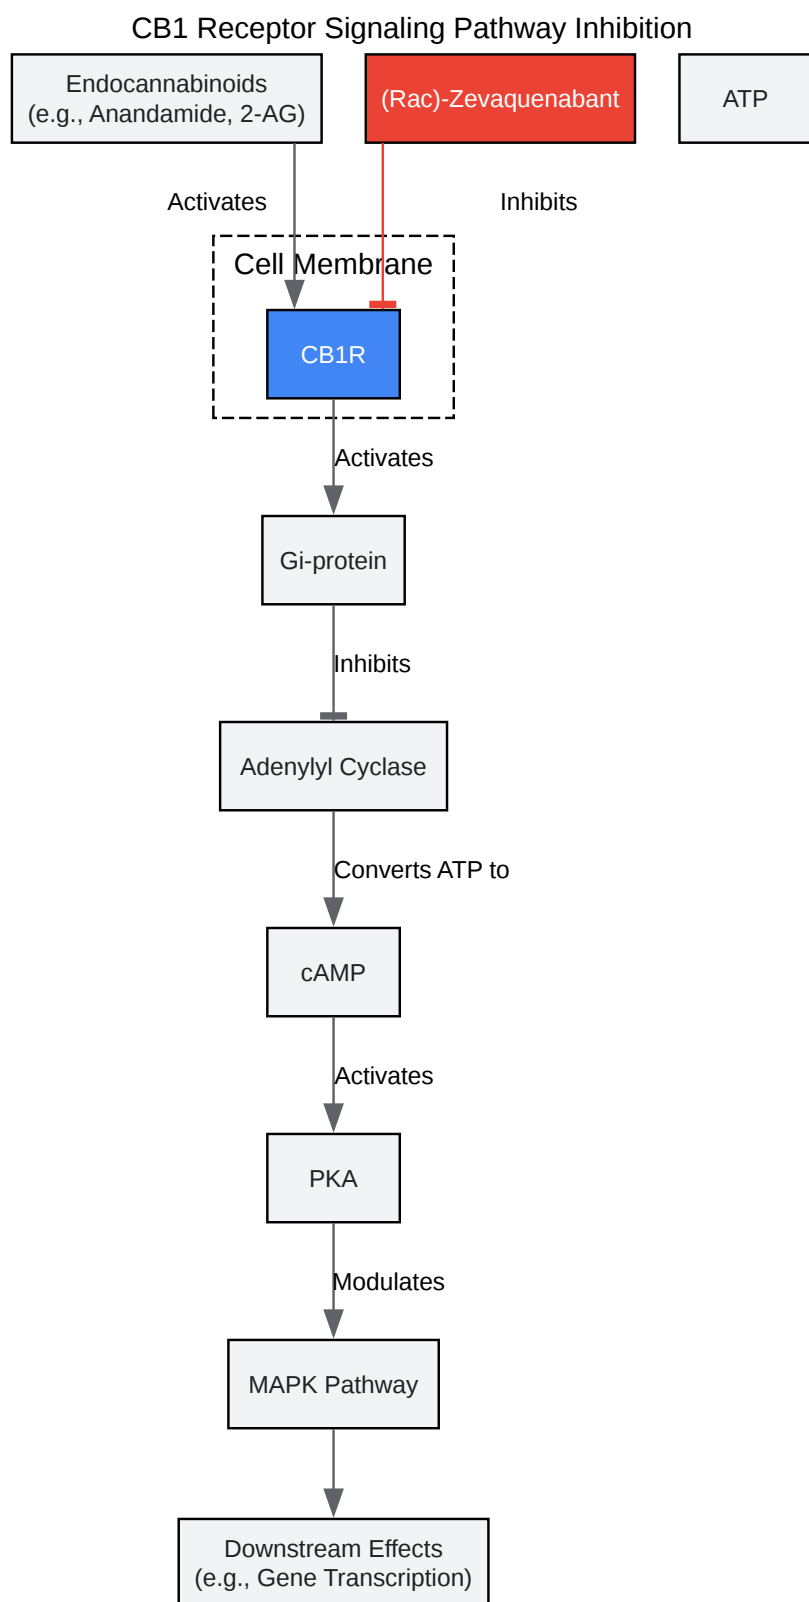 CB1 Receptor Signaling Pathway Inhibition
Endocannabinoids
(e.g., Anandamide, 2-AG)
(Rac)-Zevaquenabant
ATP
Activates
Inhibits
Cell Membrane
CB1R
Activates
Gi-protein
Inhibits
Adenylyl Cyclase
Converts ATP to
cAMP
Activates
PKA
Modulates
MAPK Pathway
Downstream Effects
(e.g., Gene Transcription)